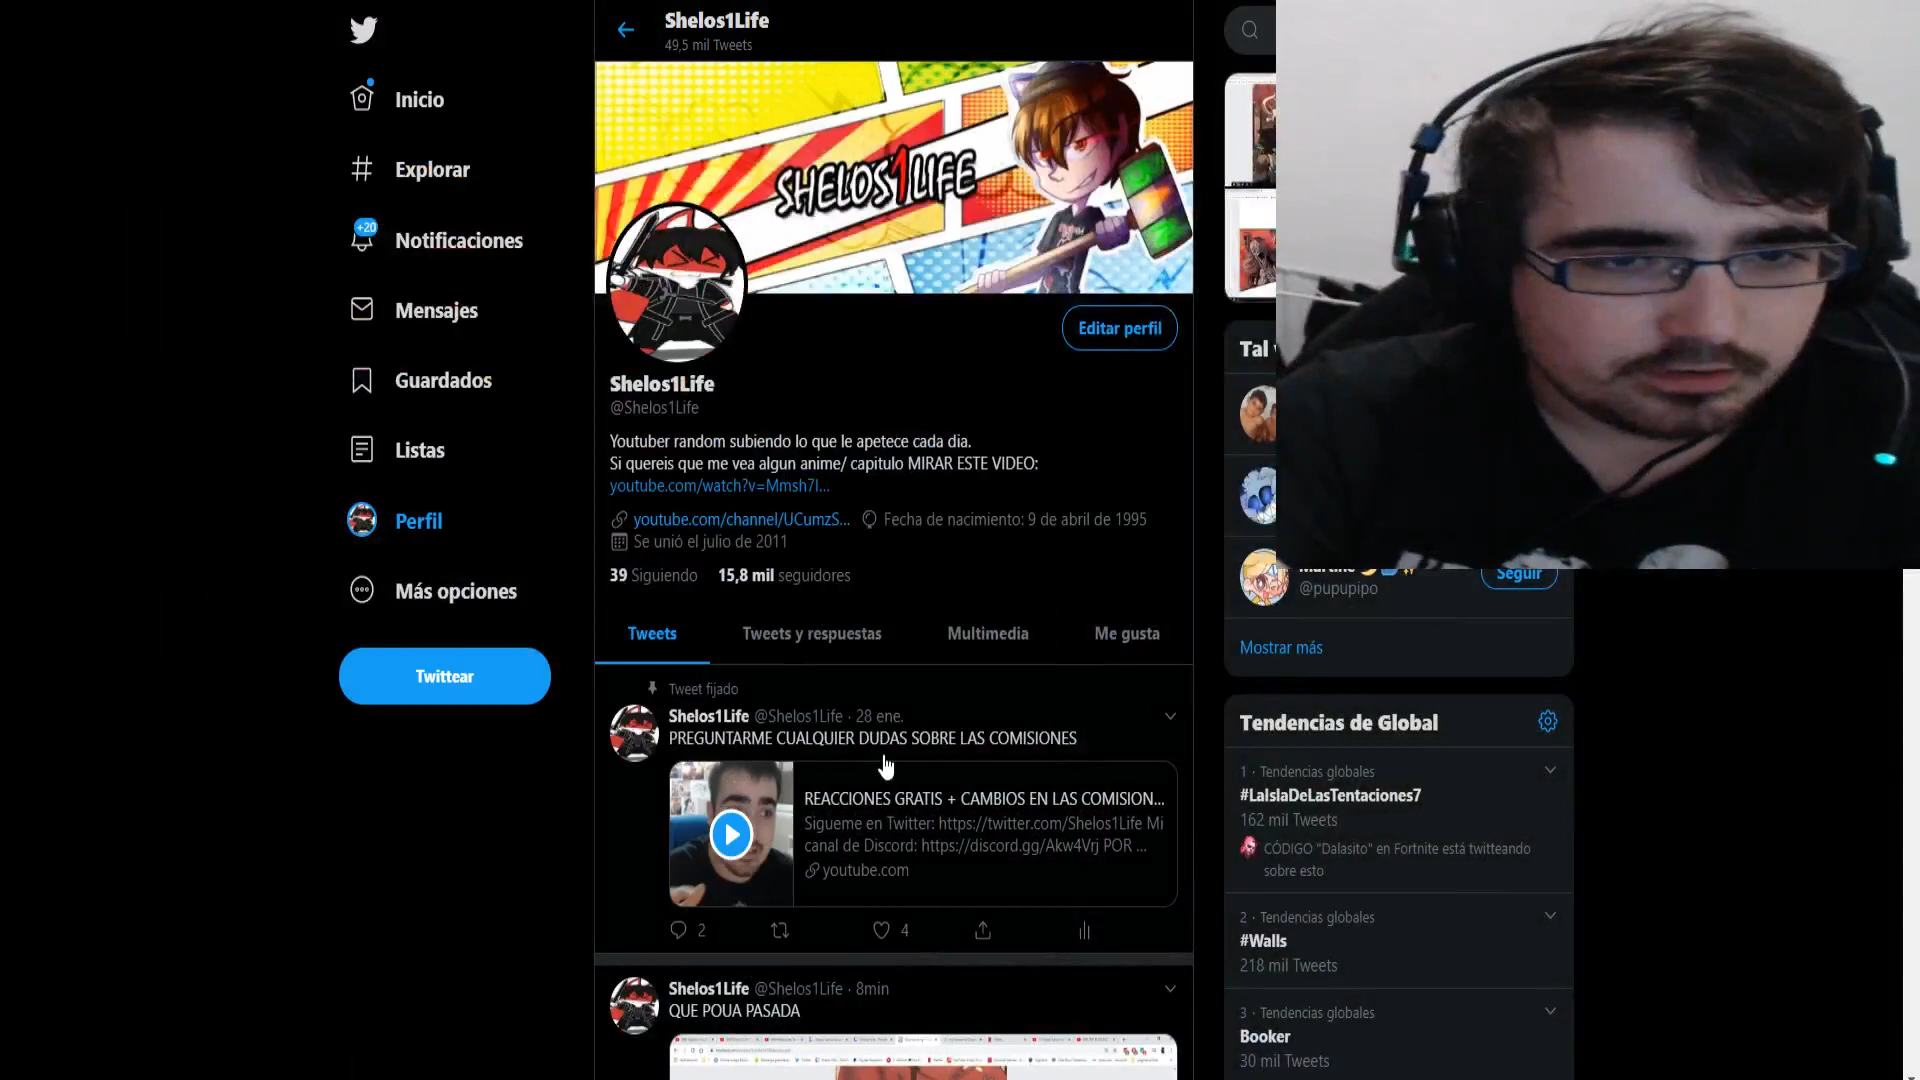 Shelos1Life
49,5 mil Tweets
Inicio
Explorar
+20
Notificaciones
Mensajes
Guardados
Listas
Perfil
Más opciones
Twittear
SHELOS1LIFE
Editar perfil
Shelos1Life
@Shelos1Life
Youtuber random subiendo lo que le apetece cada dia.
Si quereis que me vea algun anime/ capitulo MIRAR ESTE VIDEO:
youtube.com/watch?v=Mmsh7I...
youtube.com/channel/UCumzS... Fecha de nacimiento: 9 de abril de 1995
Se unió el julio de 2011
39 Siguiendo 15,8 mil seguidores
Tweets Tweets y respuestas Multimedia Me gusta
Tweet fijado
Shelos1Life @Shelos1Life · 28 ene.
PREGUNTARME CUALQUIER DUDAS SOBRE LAS COMISIONES
REACCIONES GRATIS + CAMBIOS EN LAS COMISION...
Sigueme en Twitter: https://twitter.com/Shelos1Life Mi
canal de Discord: https://discord.gg/Akw4Vrj POR ...
youtube.com
2 4
Shelos1Life @Shelos1Life · 8min
QUE POUA PASADA
Tal
Seguir
@pupupipo
Mostrar más
Tendencias de Global
1 · Tendencias globales
#LaIslaDeLasTentaciones7
162 mil Tweets
CÓDIGO "Dalasito" en Fortnite está twitteando
sobre esto
2 · Tendencias globales
#Walls
218 mil Tweets
3 · Tendencias globales
Booker
30 mil Tweets